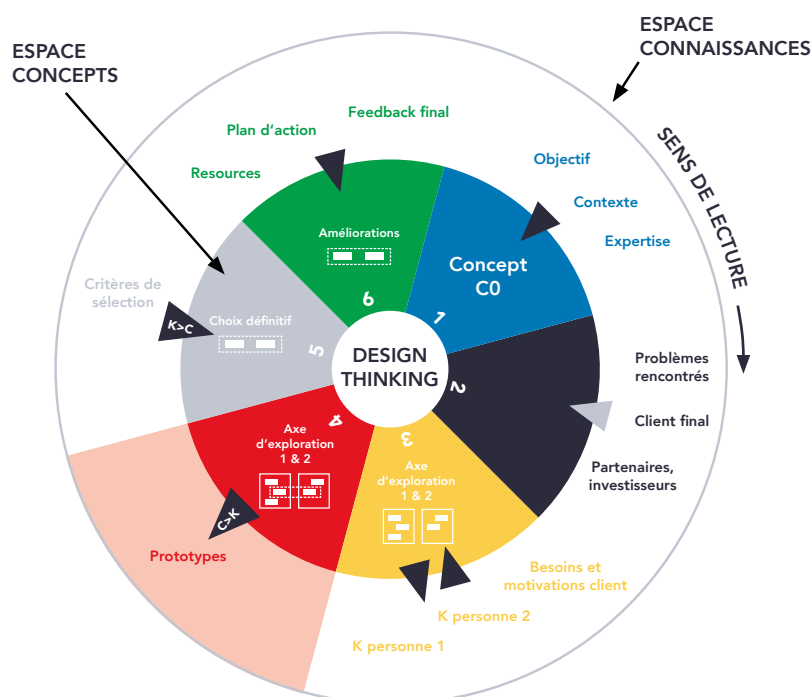 ESPACE
CONCEPTS
ESPACE
CONNAISSANCES
SENS DE LECTURE
DESIGN
THINKING
1
Concept
C0
Objectif
Contexte
Expertise
2
Problèmes
rencontrés
Client final
Partenaires,
investisseurs
3
Axe
d'exploration
1 & 2
Besoins et
motivations client
K personne 2
K personne 1
4
Axe
d'exploration
1 & 2
C>K
Prototypes
5
Choix définitif
K>C
Critères de
sélection
6
Améliorations
Resources
Plan d'action
Feedback final